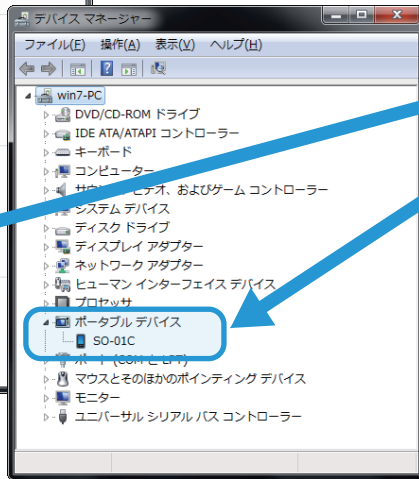 デバイス マネージャー
ファイル(F) 操作(A) 表示(V) ヘルプ(H)
win7-PC
DVD/CD-ROM ドライブ
IDE ATA/ATAPI コントローラー
キーボード
コンピューター
サウンド、ビデオ、およびゲーム コントローラー
システム デバイス
ディスク ドライブ
ディスプレイ アダプター
ネットワーク アダプター
ヒューマン インターフェイス デバイス
プロセッサ
ポータブル デバイス
SO-01C
ポート (COM と LPT)
マウスとそのほかのポインティング デバイス
モニター
ユニバーサル シリアル バス コントローラー